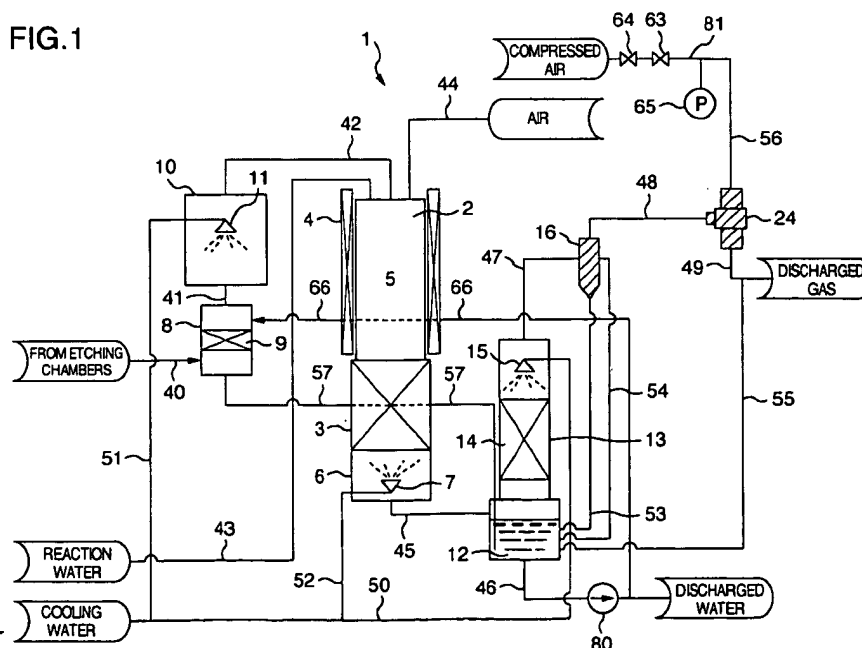 FIG.1
1
64
63
81
COMPRESSED
AIR
44
P
65
AIR
42
56
10
11
2
48
4
16
24
47
5
49
DISCHARGED
GAS
41
66
66
8
9
15
FROM ETCHING
CHAMBERS
40
57
57
54
3
14
13
55
51
6
7
53
45
43
12
REACTION
WATER
52
46
50
COOLING
WATER
DISCHARGED
WATER
80